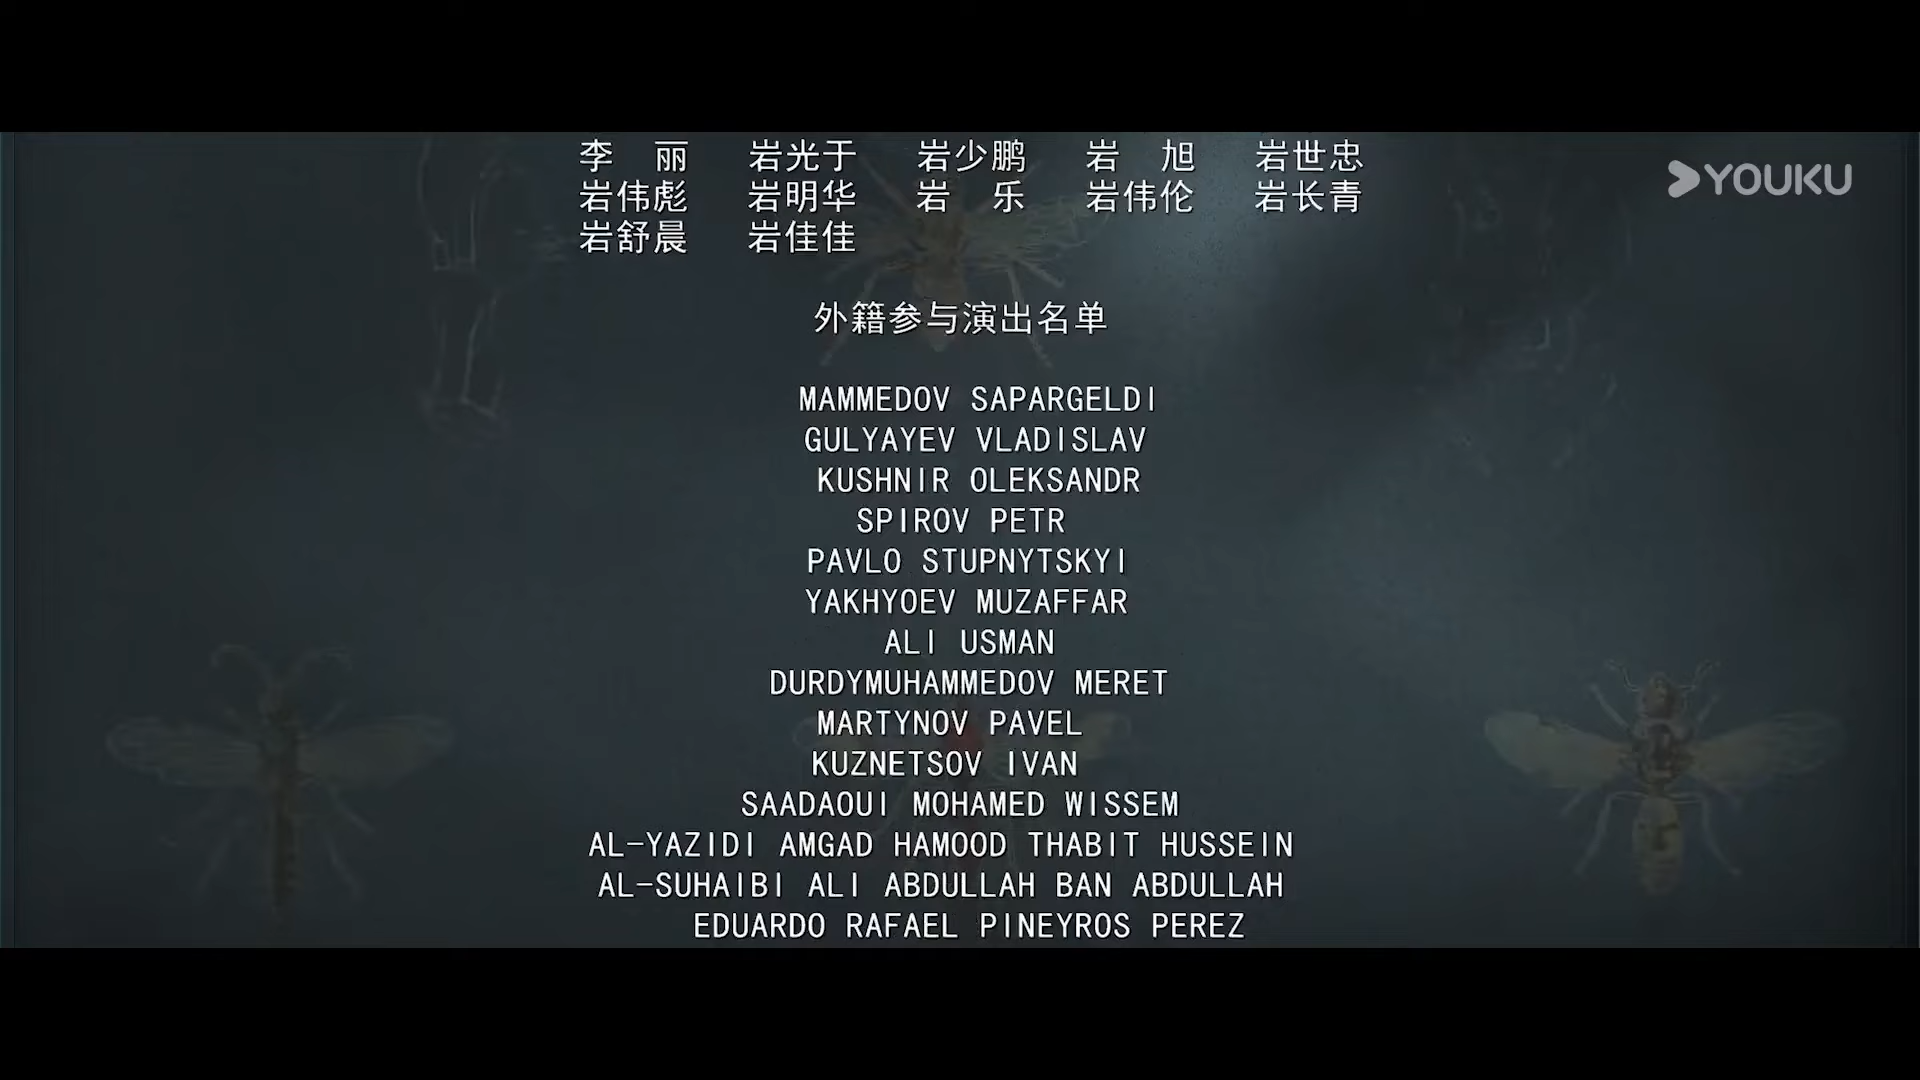 李 丽 岩光于 岩少鹏 岩 旭 岩世忠
YOUKU
岩伟彪 岩明华 岩 乐 岩伟伦 岩长青
岩舒晨 岩佳佳
外籍参与演出名单
MAMMEDOV SAPARGELDI
GULYAYEV VLADISLAV
KUSHNIR OLEKSANDR
SPIROV PETR
PAVLO STUPNYTSKYI
YAKHYOEV MUZAFFAR
ALI USMAN
DURDYMUHAMMEDOV MERET
MARTYNOV PAVEL
KUZNETSOV IVAN
SAADAOUI MOHAMED WISSEM
AL-YAZIDI AMGAD HAMOOD THABIT HUSSEIN
AL-SUHAIBI ALI ABDULLAH BAN ABDULLAH
EDUARDO RAFAEL PINEYROS PEREZ